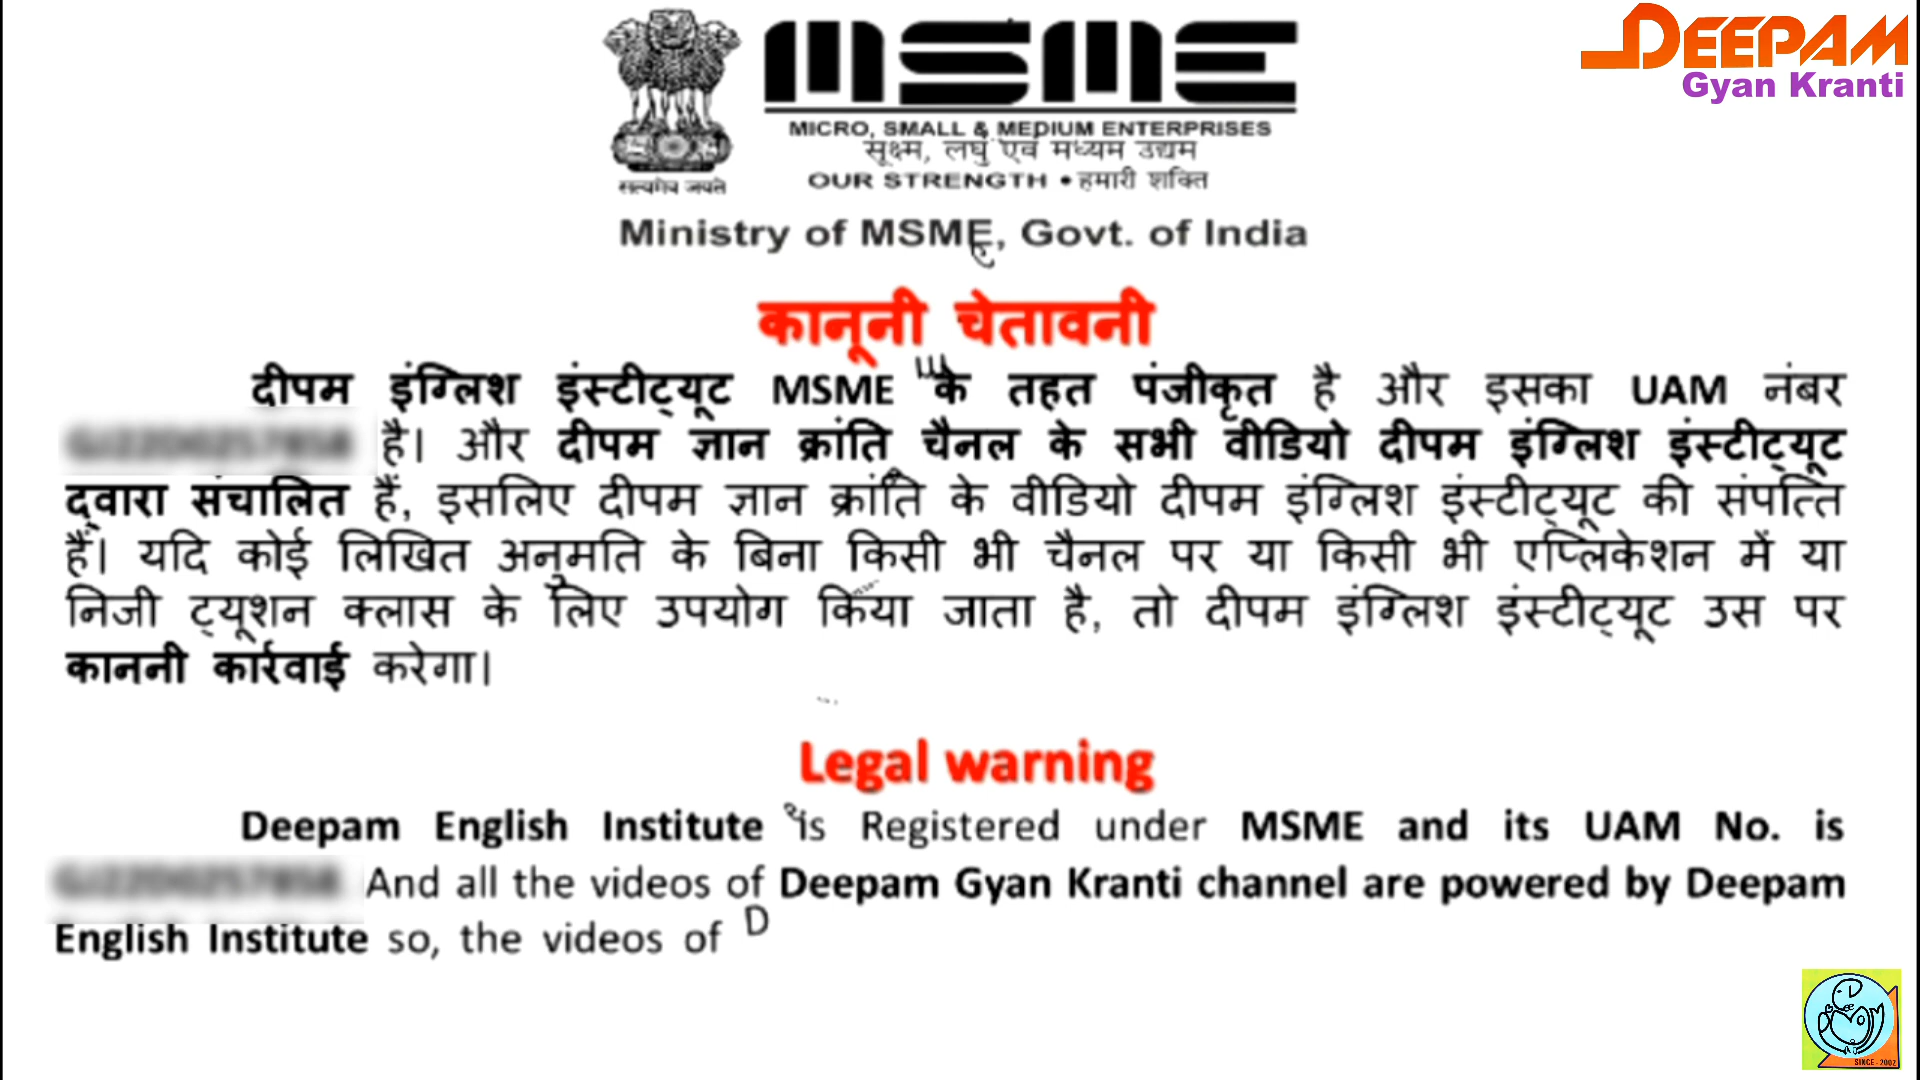 MSME
DEEPAM
Gyan Kranti
MICRO, SMALL & MEDIUM ENTERPRISES
सूक्ष्म, लघु एवं मध्यम उद्यम
OUR STRENGTH • हमारी शक्ति
सत्यमेव जयते
Ministry of MSME, Govt. of India
कानूनी चेतावनी
दीपम इंग्लिश इंस्टीट्यूट MSME के तहत पंजीकृत है और इसका UAM नंबर
है। और दीपम ज्ञान क्रांति चैनल के सभी वीडियो दीपम इंग्लिश इंस्टीट्यूट
द्वारा संचालित हैं, इसलिए दीपम ज्ञान क्रांति के वीडियो दीपम इंग्लिश इंस्टीट्यूट की संपत्ति
हैं। यदि कोई लिखित अनुमति के बिना किसी भी चैनल पर या किसी भी एप्लिकेशन में या
निजी ट्यूशन क्लास के लिए उपयोग किया जाता है, तो दीपम इंग्लिश इंस्टीट्यूट उस पर
काननी कार्रवाई करेगा।
Legal warning
Deepam English Institute is Registered under MSME and its UAM No. is
And all the videos of Deepam Gyan Kranti channel are powered by Deepam
English Institute so, the videos of D
SINCE-2002